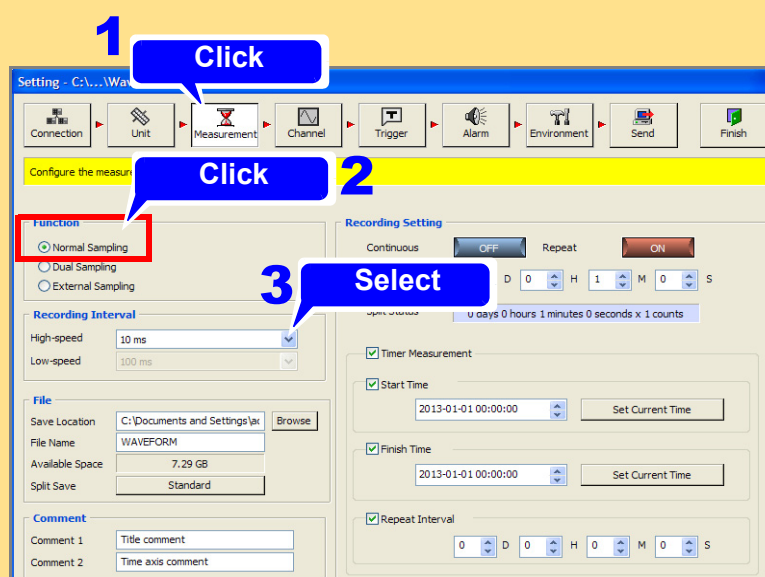 1
Click
Setting - C:\...\Wav
Connection
Unit
Measurement
Channel
Trigger
Alarm
Environment
Send
Finish
Configure the meas
Click
2
Function
Normal Sampling
Dual Sampling
External Sampling
Recording Setting
Continuous OFF Repeat ON
3
Select
D 0 H 1 M 0 S
Split Status 0 days 0 hours 1 minutes 0 seconds x 1 counts
Recording Interval
High-speed 10 ms
Low-speed 100 ms
Timer Measurement
Start Time
2013-01-01 00:00:00 Set Current Time
Finish Time
2013-01-01 00:00:00 Set Current Time
Repeat Interval
0 D 0 H 0 M 0 S
File
Save Location C:\Documents and Settings\ Browse
File Name WAVEFORM
Available Space 7.29 GB
Split Save Standard
Comment
Comment 1 Title comment
Comment 2 Time axis comment